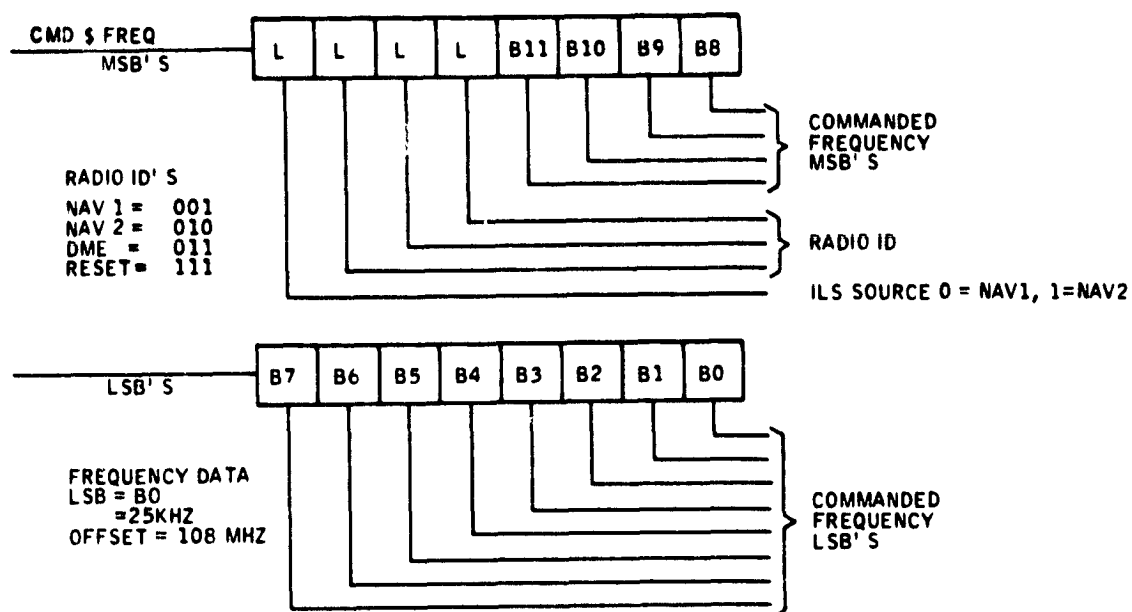 CMD $ FREQ
MSB'S
L L L L B11 B10 B9 B8
COMMANDED
FREQUENCY
MSB'S
RADIO ID'S
NAV 1 = 001
NAV 2 = 010
DME = 011
RESET = 111
RADIO ID
ILS SOURCE 0 = NAV1, 1=NAV2
LSB'S
B7 B6 B5 B4 B3 B2 B1 B0
FREQUENCY DATA
LSB = B0
=25KHZ
OFFSET = 108 MHZ
COMMANDED
FREQUENCY
LSB'S